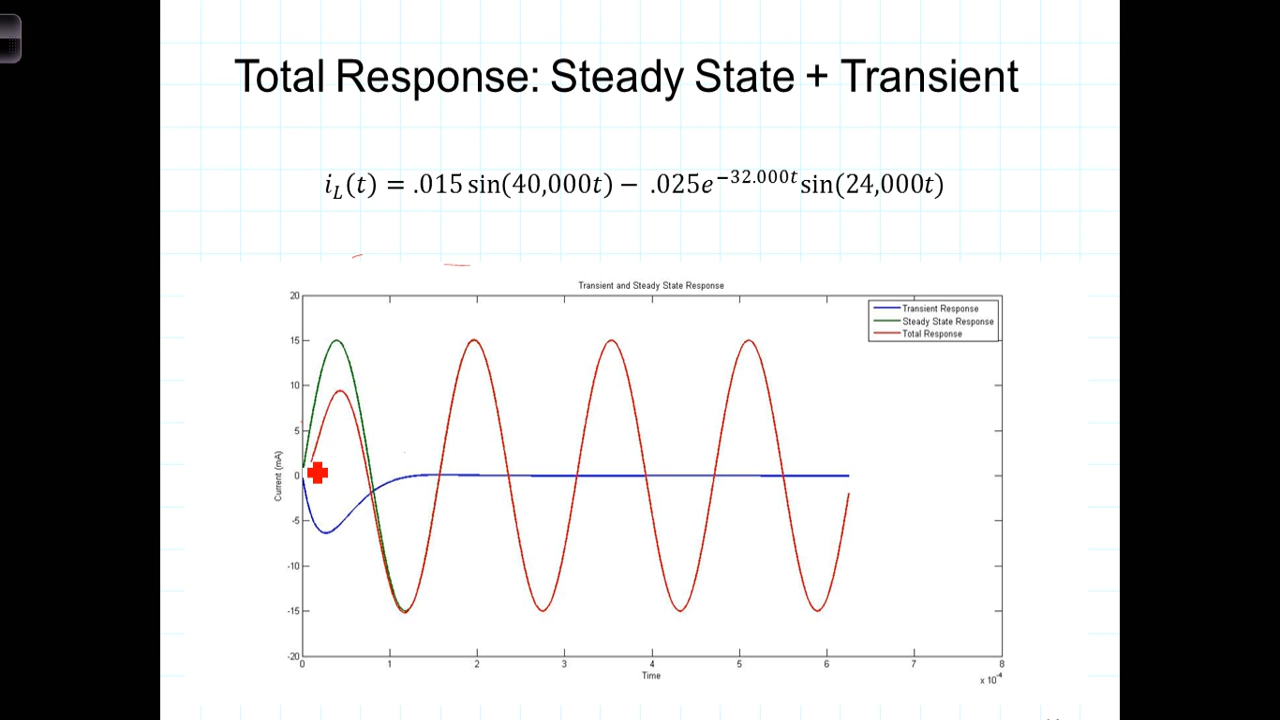 Total Response: Steady State + Transient
i_L(t) = .015 sin(40,000t) − .025e^{−32.000t} sin(24,000t)
Transient and Steady State Response
Transient Response
Steady State Response
Total Response
Current (mA)
20
15
10
5
0
-5
-10
-15
-20
0 1 2 3 4 5 6 7 8
Time
x 10^{-4}